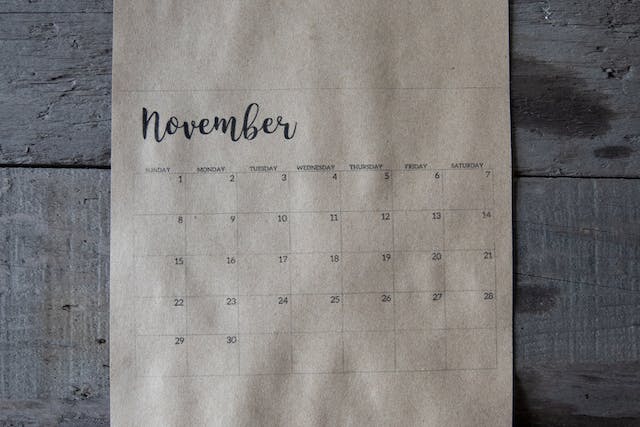 November
SUNDAY MONDAY TUESDAY WEDNESDAY THURSDAY FRIDAY SATURDAY
1 2 3 4 5 6 7
8 9 10 11 12 13 14
15 16 17 18 19 20 21
22 23 24 25 26 27 28
29 30